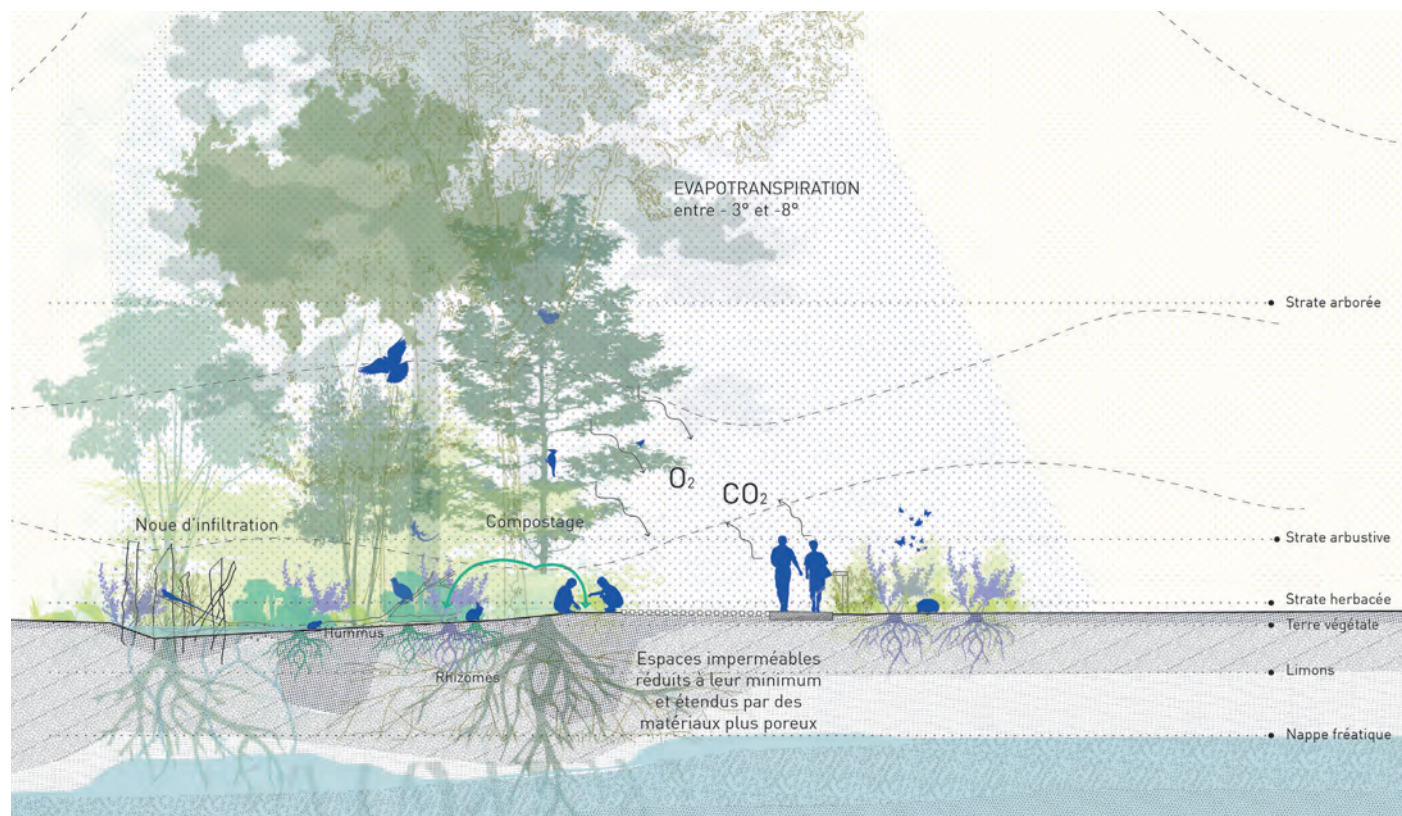 EVAPOTRANSPIRATION
entre - 3° et -8°
Strate arborée
O₂
CO₂
Noue d'infiltration
Compostage
Strate arbustive
Strate herbacée
Terre végétale
Hummus
Espaces imperméables
réduits à leur minimum
et étendus par des
matériaux plus poreux
Rhizomes
Limons
Nappe fréatique